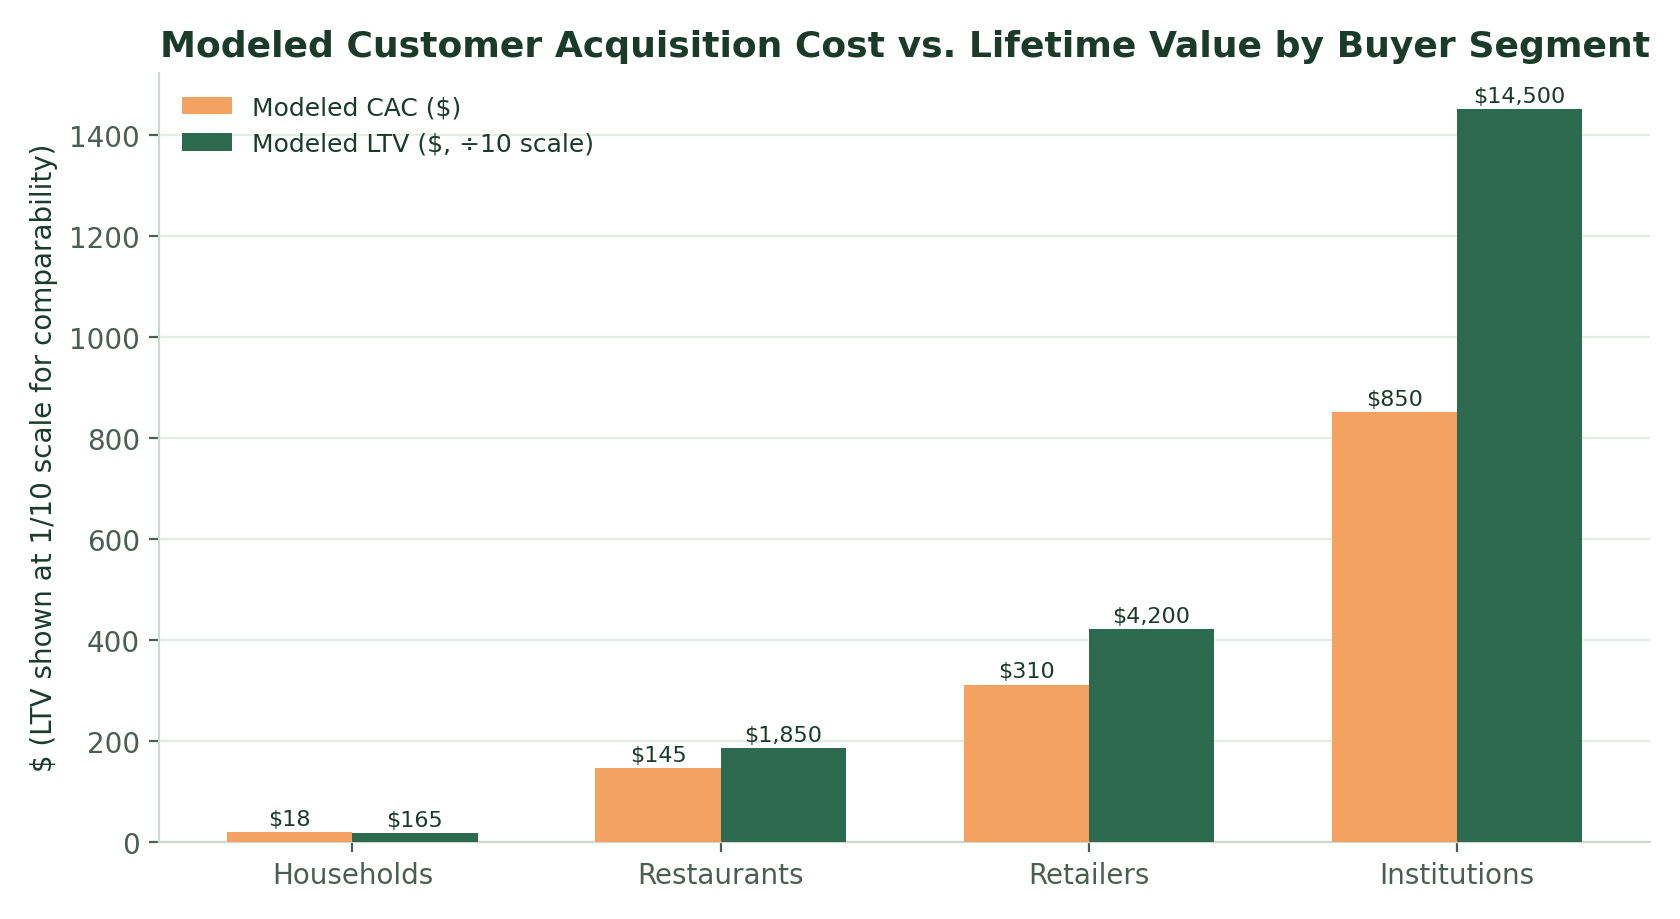 Modeled Customer Acquisition Cost vs. Lifetime Value by Buyer Segment
Modeled CAC ($)
Modeled LTV ($, ÷10 scale)
$ (LTV shown at 1/10 scale for comparability)
1400
1200
1000
800
600
400
200
0
$18
$165
$145
$1,850
$310
$4,200
$850
$14,500
Households
Restaurants
Retailers
Institutions